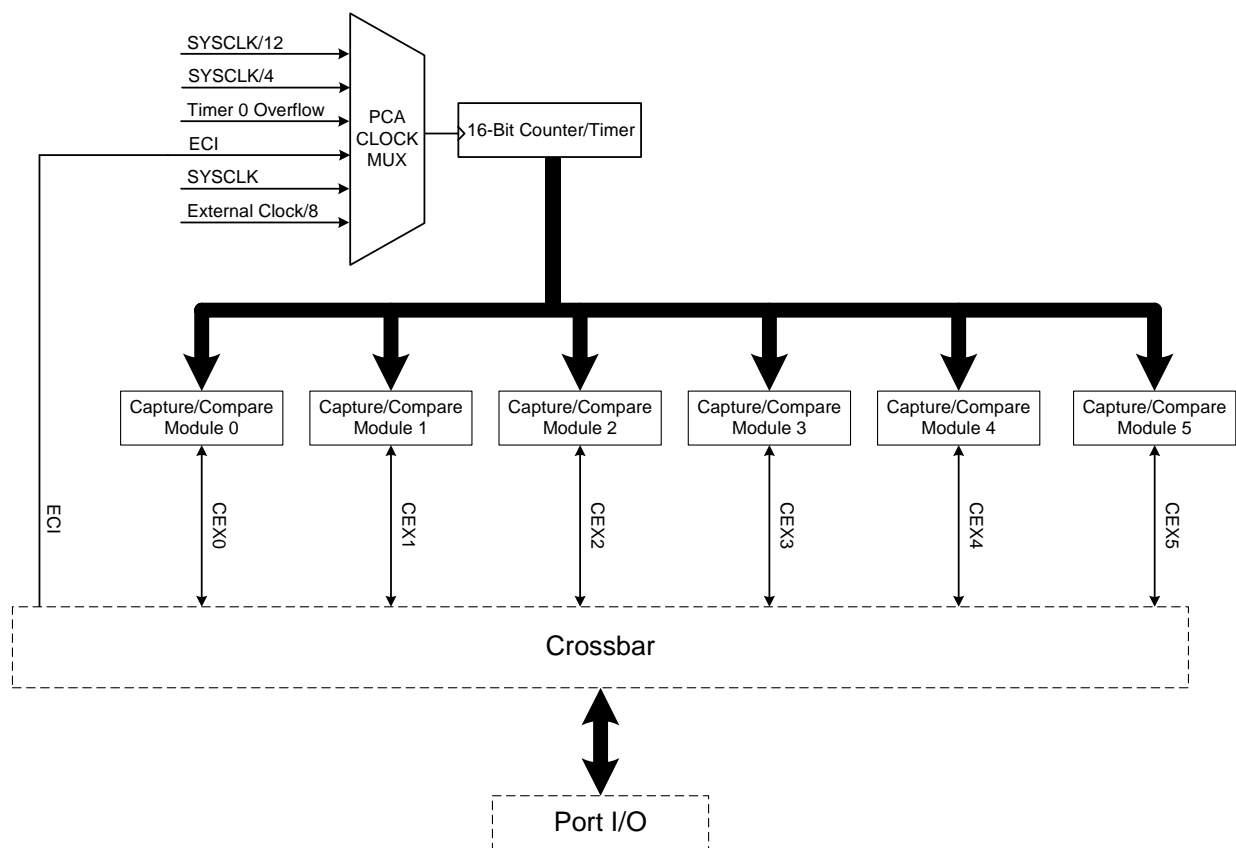 SYSCLK/12
SYSCLK/4
Timer 0 Overflow
ECI
SYSCLK
External Clock/8
PCA
CLOCK
MUX
16-Bit Counter/Timer
Capture/Compare
Module 0
Capture/Compare
Module 1
Capture/Compare
Module 2
Capture/Compare
Module 3
Capture/Compare
Module 4
Capture/Compare
Module 5
ECI
CEX0
CEX1
CEX2
CEX3
CEX4
CEX5
Crossbar
Port I/O